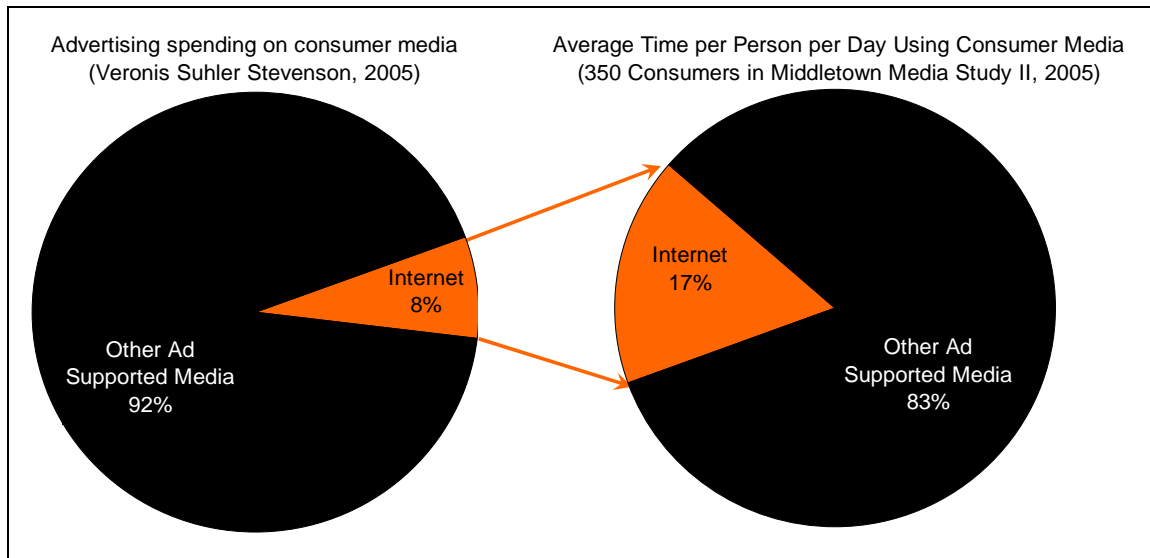 Advertising spending on consumer media
(Veronis Suhler Stevenson, 2005)
Average Time per Person per Day Using Consumer Media
(350 Consumers in Middletown Media Study II, 2005)
Internet
8%
Other Ad
Supported Media
92%
Internet
17%
Other Ad
Supported Media
83%